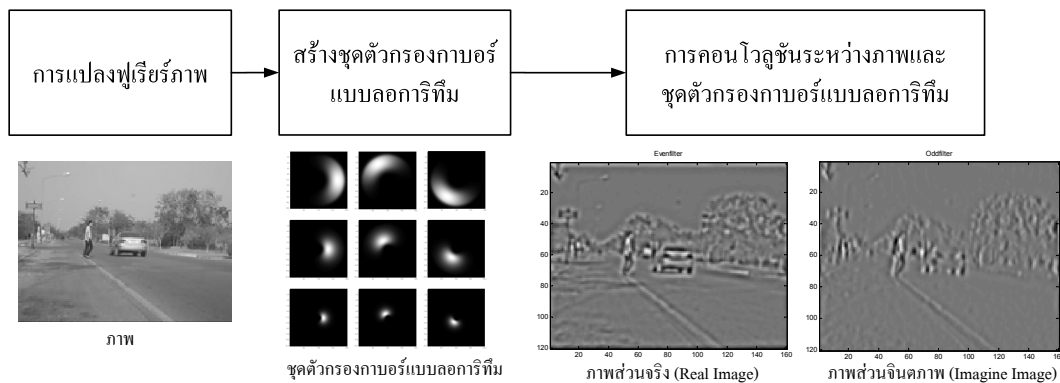 การแปลงฟูเรียร์ภาพ
สร้างชุดตัวกรองกาบอร์
แบบลอการิทึม
การคอนโวลูชันระหว่างภาพและ
ชุดตัวกรองกาบอร์แบบลอการิทึม
ภาพ
ชุดตัวกรองกาบอร์แบบลอการิทึม
Evenfilter
20
40
60
80
100
120
20 40 60 80 100 120 140 160
ภาพส่วนจริง (Real Image)
Oddfilter
20
40
60
80
100
120
20 40 60 80 100 120 140 16
ภาพส่วนจินตภาพ (Imagine Image)